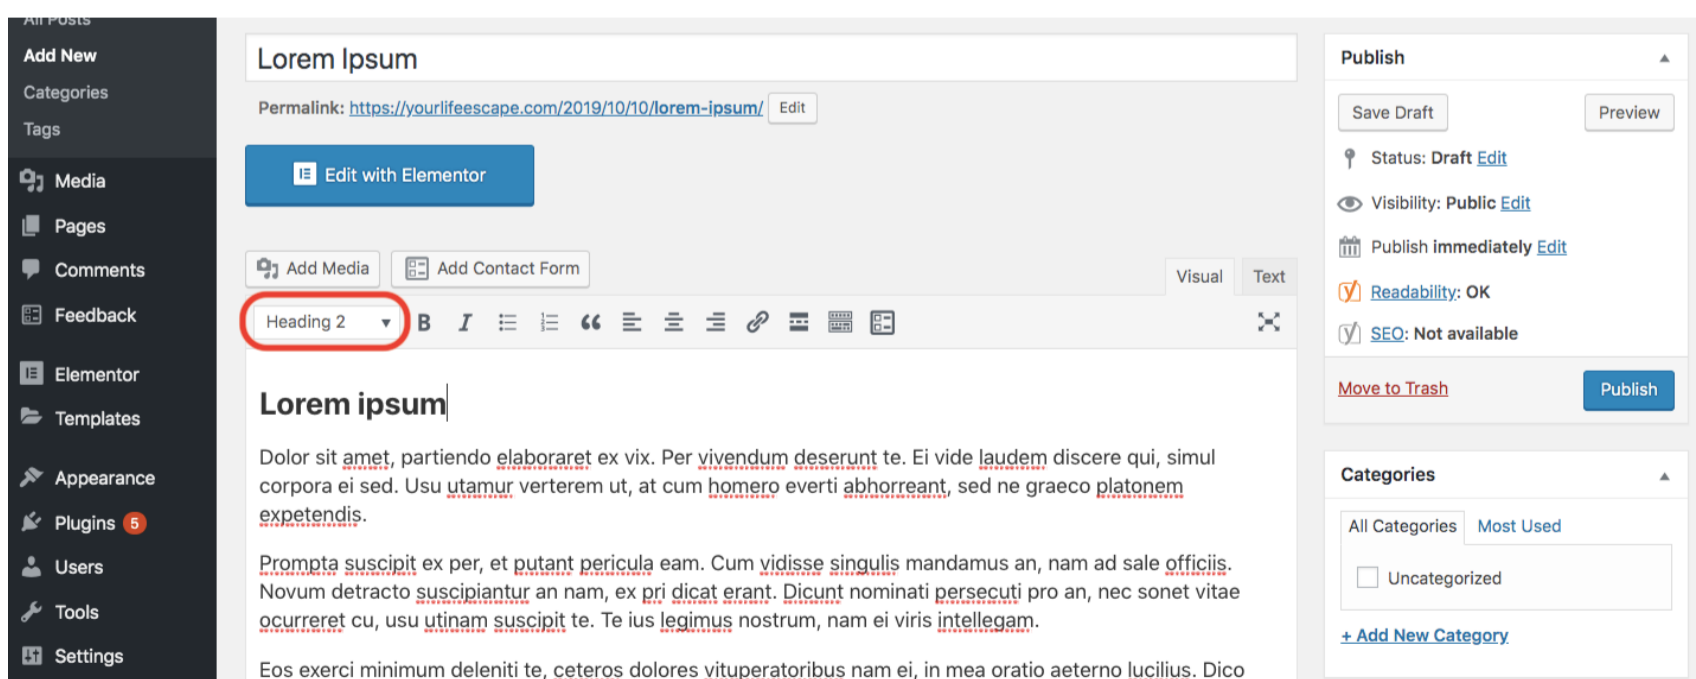 All Posts
Add New
Categories
Tags
Media
Pages
Comments
Feedback
Elementor
Templates
Appearance
Plugins 5
Users
Tools
Settings
Lorem Ipsum
Permalink: https://yourlifeescape.com/2019/10/10/lorem-ipsum/ Edit
Edit with Elementor
Add Media Add Contact Form
Visual Text
Heading 2 B I
Lorem ipsum
Dolor sit amet, partiendo elaboraret ex vix. Per vivendum deserunt te. Ei vide laudem discere qui, simul
corpora ei sed. Usu utamur verterem ut, at cum homero everti abhorreant, sed ne graeco platonem
expetendis.
Prompta suscipit ex per, et putant pericula eam. Cum vidisse singulis mandamus an, nam ad sale officiis.
Novum detracto suscipiantur an nam, ex pri dicat erant. Dicunt nominati persecuti pro an, nec sonet vitae
ocurreret cu, usu utinam suscipit te. Te ius legimus nostrum, nam ei viris intellegam.
Eos exerci minimum deleniti te, ceteros dolores vituperatoribus nam ei, in mea oratio aeterno lucilius. Dico
Publish
Save Draft Preview
Status: Draft Edit
Visibility: Public Edit
Publish immediately Edit
Readability: OK
SEO: Not available
Move to Trash Publish
Categories
All Categories Most Used
Uncategorized
+ Add New Category